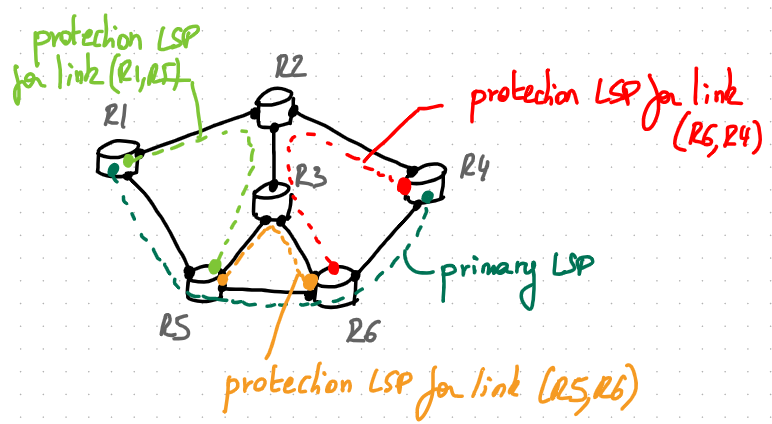 protection LSP
for link (R1,R5)
R2
protection LSP for link
(R6,R4)
R1
R3
R4
primary LSP
R5
R6
protection LSP for link (R5,R6)